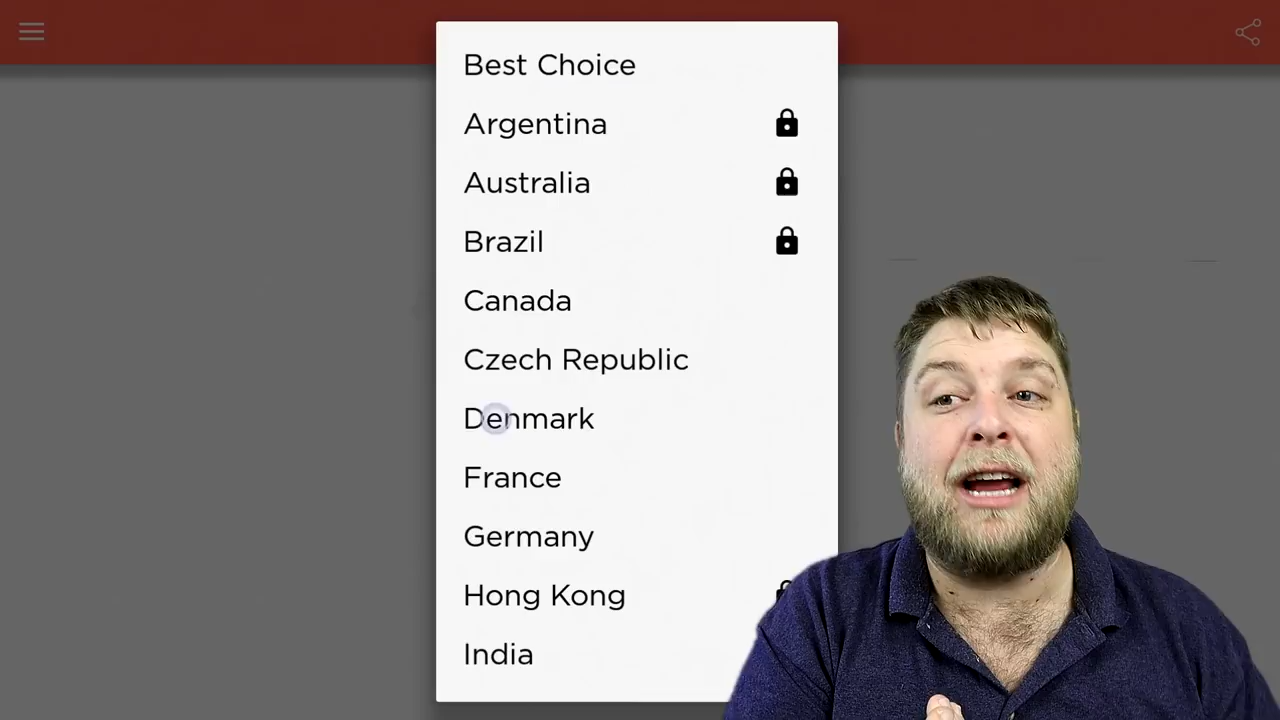 Best Choice
Argentina
Australia
Brazil
Canada
Czech Republic
Denmark
France
Germany
Hong Kong
India